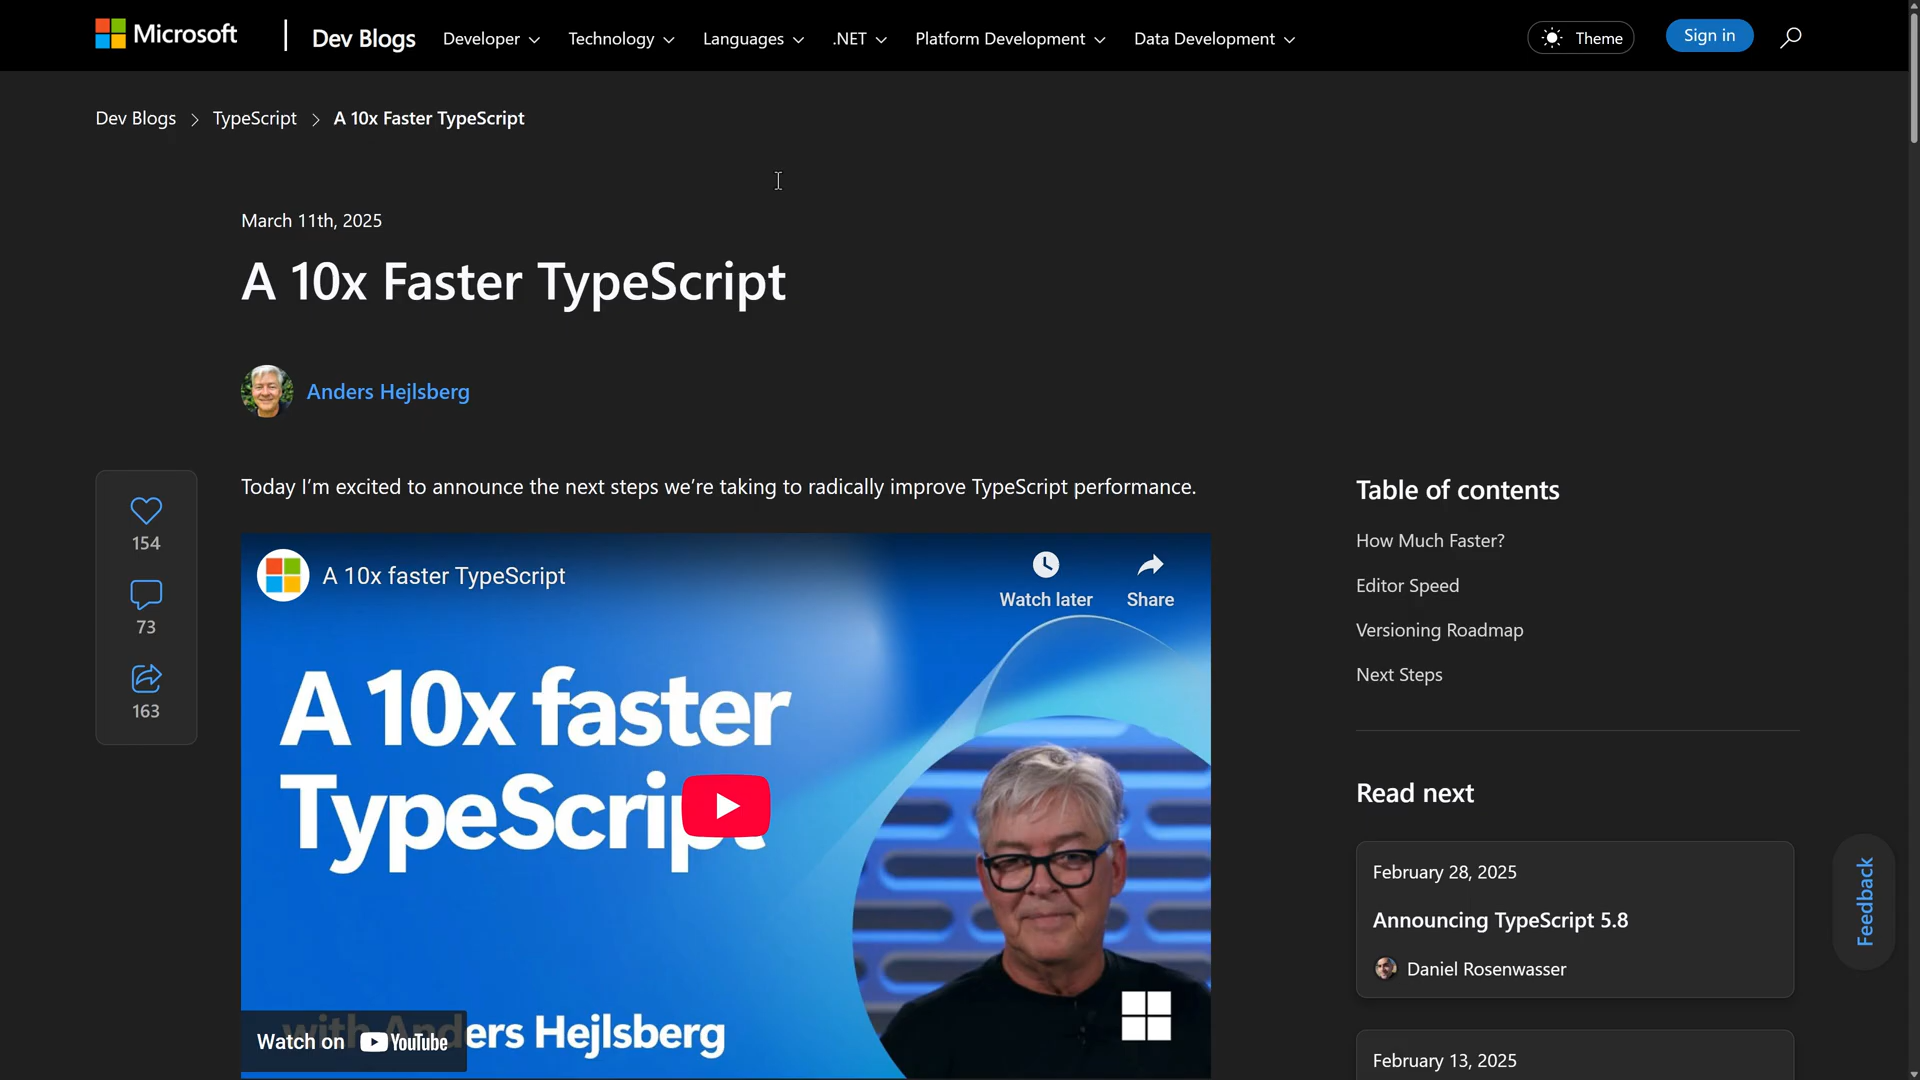 Microsoft
Dev Blogs
Developer
Technology
Languages
.NET
Platform Development
Data Development
Theme
Sign in
Dev Blogs
TypeScript
A 10x Faster TypeScript
March 11th, 2025
A 10x Faster TypeScript
Anders Hejlsberg
154
73
163
Today I’m excited to announce the next steps we’re taking to radically improve TypeScript performance.
A 10x faster TypeScript
Watch later
Share
A 10x faster
TypeScript
with Anders Hejlsberg
Watch on YouTube
Table of contents
How Much Faster?
Editor Speed
Versioning Roadmap
Next Steps
Read next
February 28, 2025
Announcing TypeScript 5.8
Daniel Rosenwasser
February 13, 2025
Feedback